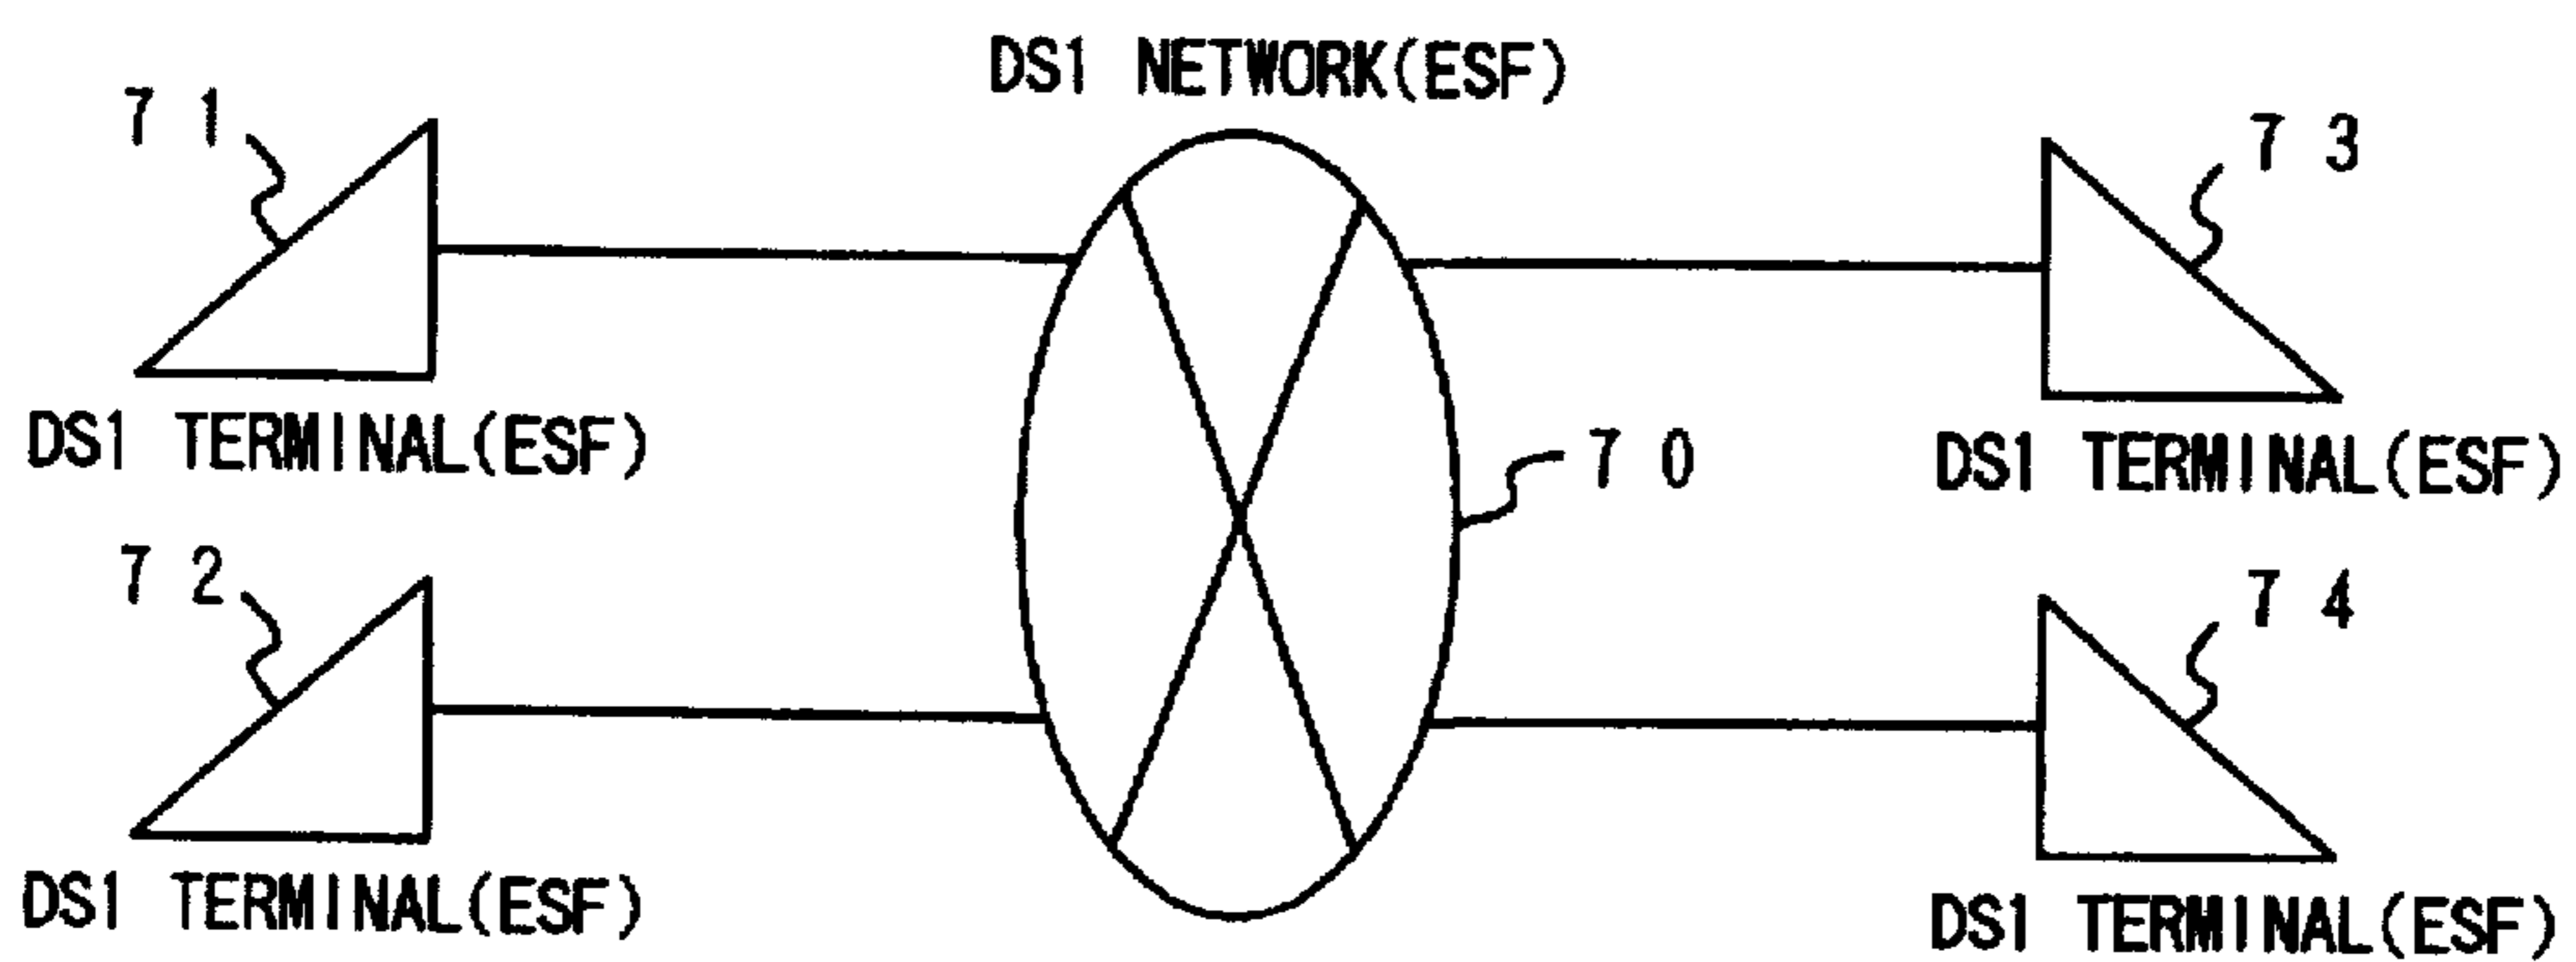 DS1 NETWORK(ESF)
7 1
7 3
DS1 TERMINAL(ESF)
DS1 TERMINAL(ESF)
7 0
7 2
7 4
DS1 TERMINAL(ESF)
DS1 TERMINAL(ESF)